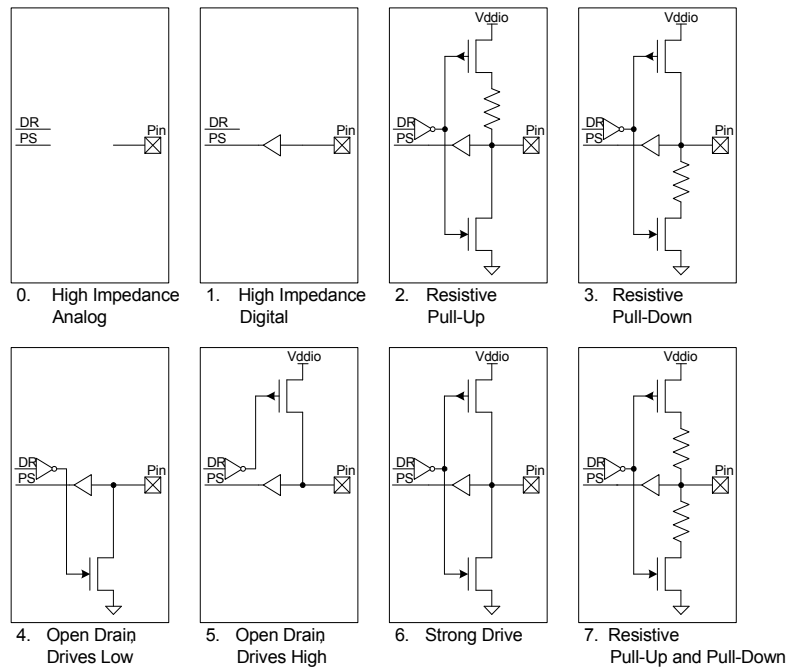 DR
PS
Pin
0. High Impedance
Analog
DR
PS
Pin
1. High Impedance
Digital
Vddio
DR
PS
Pin
2. Resistive
Pull-Up
Vddio
DR
PS
Pin
3. Resistive
Pull-Down
DR
PS
Pin
4. Open Drain,
Drives Low
Vddio
DR
PS
Pin
5. Open Drain,
Drives High
Vddio
DR
PS
Pin
6. Strong Drive
Vddio
DR
PS
Pin
7. Resistive
Pull-Up and Pull-Down